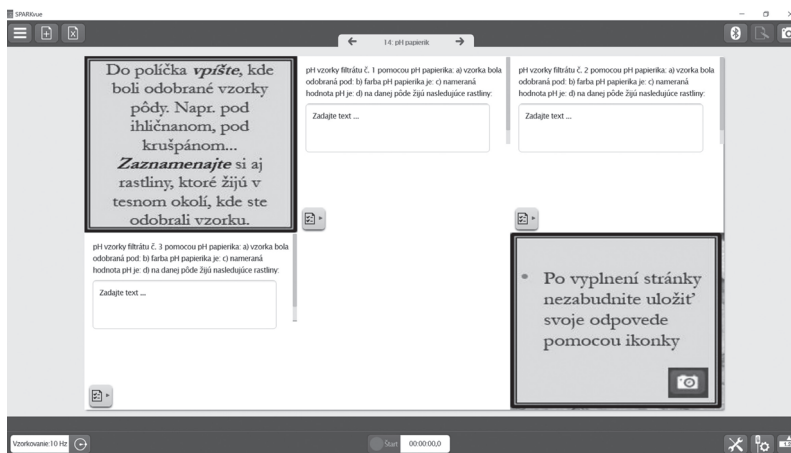 SPARKvue
14: pH papierik
Do políčka vpíšte, kde
boli odobrané vzorky
pôdy. Napr. pod
ihličnanom, pod
krušpánom...
Zaznamenajte si aj
rastliny, ktoré žijú v
tesnom okolí, kde ste
odobrali vzorku.
pH vzorky filtrátu č. 1 pomocou pH papierika: a) vzorka bola
odobraná pod: b) farba pH papierika je: c) nameraná
hodnota pH je: d) na danej pôde žijú nasledujúce rastliny:
Zadajte text ...
pH vzorky filtrátu č. 2 pomocou pH papierika: a) vzorka bola
odobraná pod: b) farba pH papierika je: c) nameraná
hodnota pH je: d) na danej pôde žijú nasledujúce rastliny:
Zadajte text ...
pH vzorky filtrátu č. 3 pomocou pH papierika: a) vzorka bola
odobraná pod: b) farba pH papierika je: c) nameraná
hodnota pH je: d) na danej pôde žijú nasledujúce rastliny:
Zadajte text ...
• Po vyplnení stránky
nezabudnite uložiť
svoje odpovede
pomocou ikonky
Vzorkovanie:10 Hz
Štart
00:00:00,0